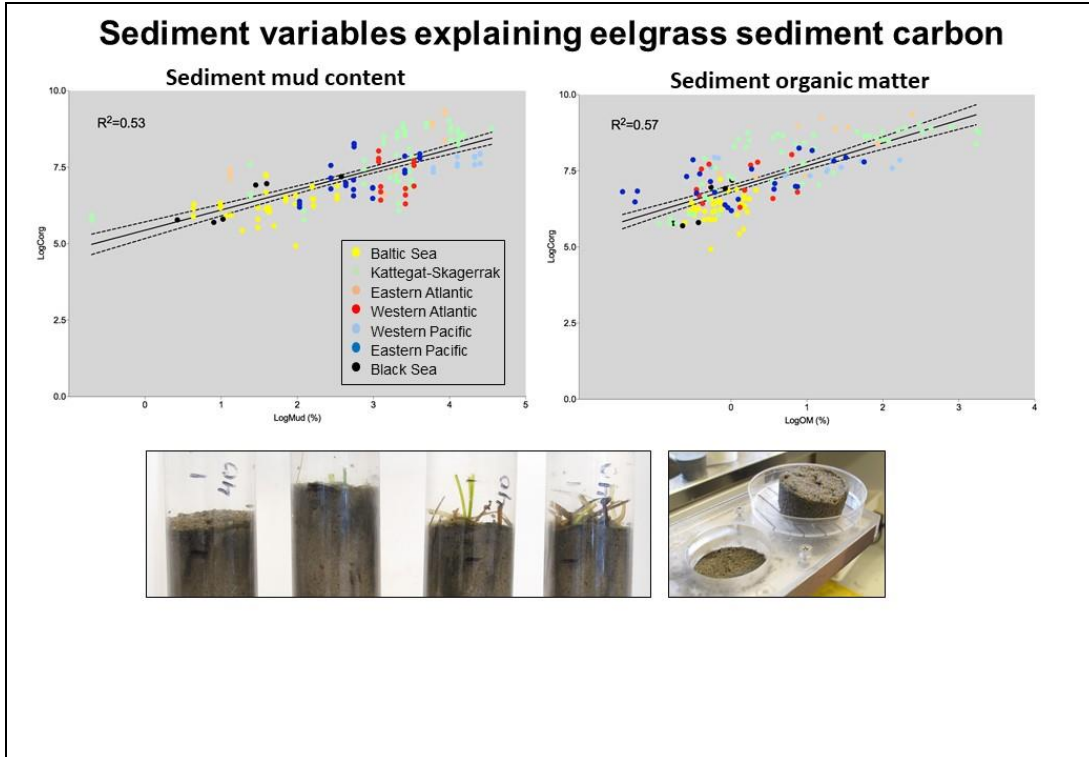 Sediment variables explaining eelgrass sediment carbon
Sediment mud content
10.0
R²=0.53
7.5
5.0
2.5
0.0
LogCorg
0 1 2 3 4 5
LogMud (%)
Baltic Sea
Kattegat-Skagerrak
Eastern Atlantic
Western Atlantic
Western Pacific
Eastern Pacific
Black Sea
Sediment organic matter
10.0
R²=0.57
7.5
5.0
2.5
0.0
LogCorg
0 1 2 3 4
LogOM (%)
40
40
40